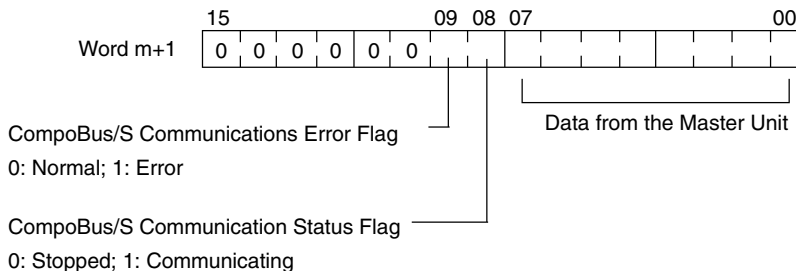 15 09 08 07 00
Word m+1 0 0 0 0 0 0
CompoBus/S Communications Error Flag
0: Normal; 1: Error
Data from the Master Unit
CompoBus/S Communication Status Flag
0: Stopped; 1: Communicating